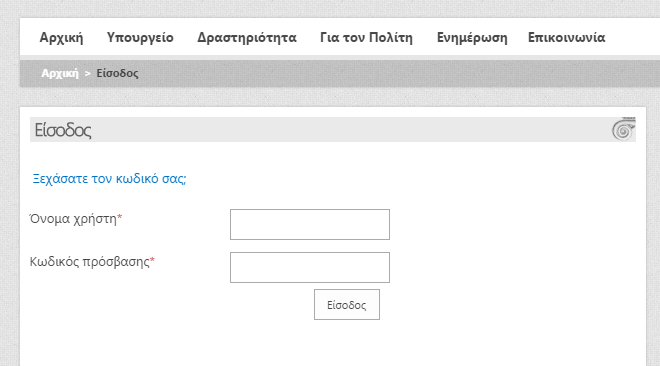 Αρχική Υπουργείο Δραστηριότητα Για τον Πολίτη Ενημέρωση Επικοινωνία
Αρχική > Είσοδος
Είσοδος
Ξεχάσατε τον κωδικό σας;
Όνομα χρήστη*
Κωδικός πρόσβασης*
Είσοδος